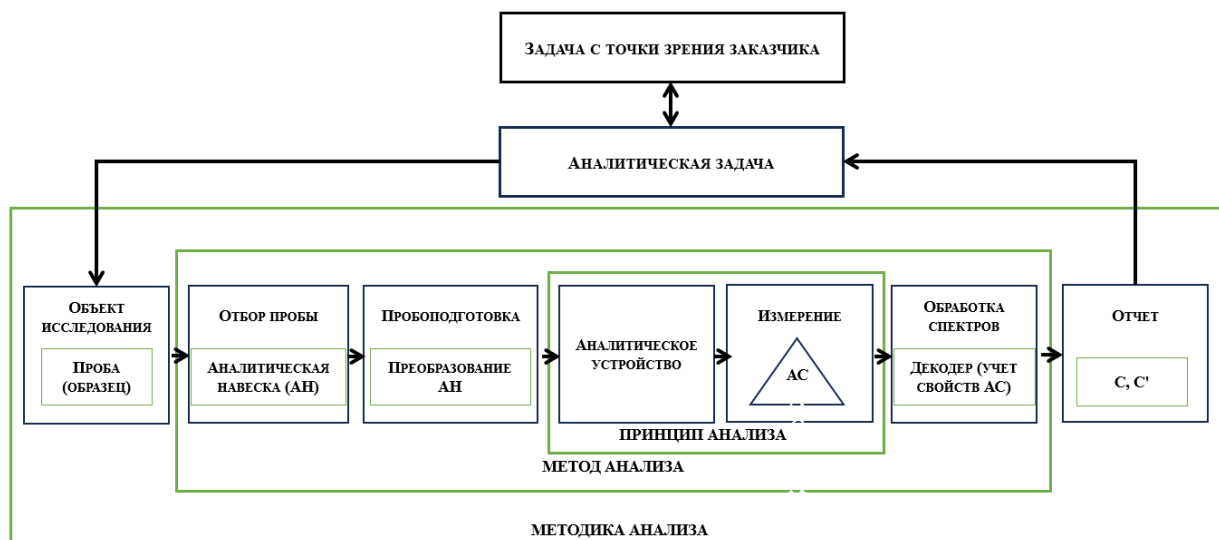 Задача с точки зрения заказчика
Аналитическая задача
Объект
исследования
Проба
(образец)
Отбор пробы
Аналитическая
навеска (АН)
Пробоподготовка
Преобразование
АН
Аналитическое
устройство
Измерение
АС
Обработка
спектров
Декодер (учет
свойств АС)
Отчет
С, С'
ПРИНЦИП АНАЛИЗА
МЕТОД АНАЛИЗА
МЕТОДИКА АНАЛИЗА